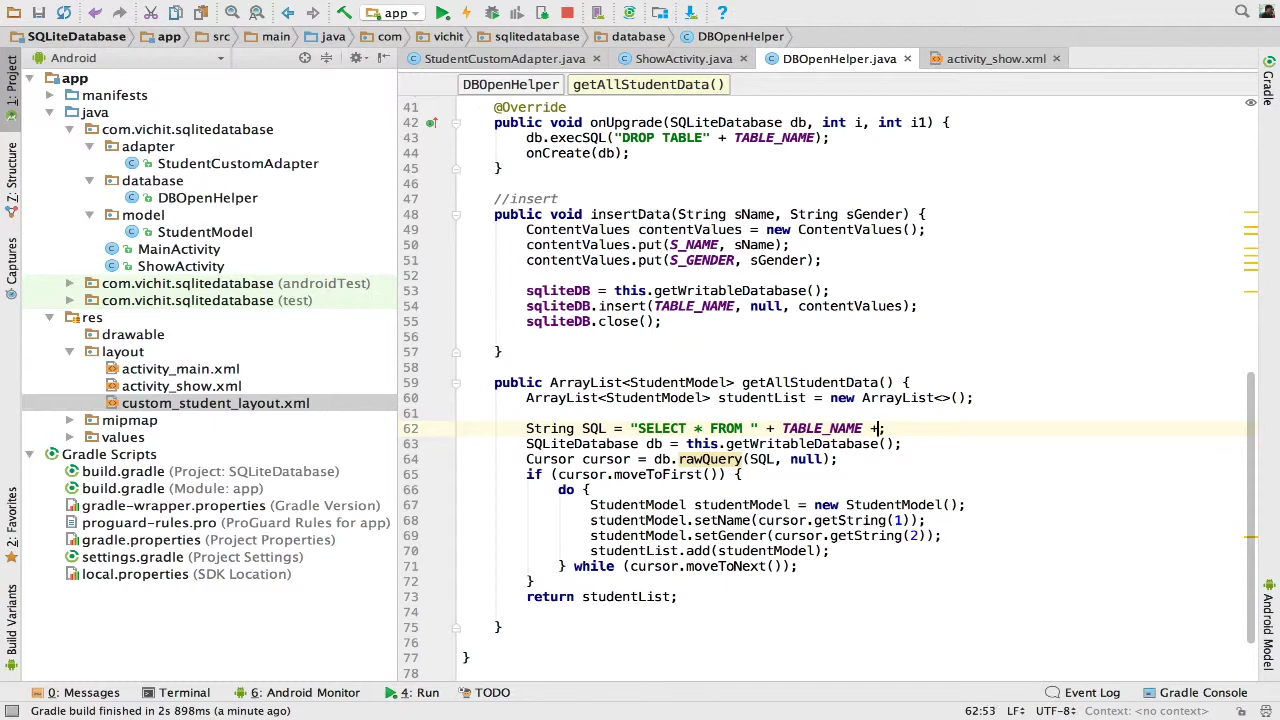 app
SQLiteDatabase app src main java com vichit sqlitedatabase database DBOpenHelper
Android
StudentCustomAdapter.java ShowActivity.java DBOpenHelper.java activity_show.xml
1: Project
Z: Structure
Captures
2: Favorites
Build Variants
app
manifests
java
com.vichit.sqlitedatabase
adapter
StudentCustomAdapter
database
DBOpenHelper
model
StudentModel
MainActivity
ShowActivity
com.vichit.sqlitedatabase (androidTest)
com.vichit.sqlitedatabase (test)
res
drawable
layout
activity_main.xml
activity_show.xml
custom_student_layout.xml
mipmap
values
Gradle Scripts
build.gradle (Project: SQLiteDatabase)
build.gradle (Module: app)
gradle-wrapper.properties (Gradle Version)
proguard-rules.pro (ProGuard Rules for app)
gradle.properties (Project Properties)
settings.gradle (Project Settings)
local.properties (SDK Location)
DBOpenHelper getAllStudentData()
41 @Override
42 public void onUpgrade(SQLiteDatabase db, int i, int i1) {
43 db.execSQL("DROP TABLE" + TABLE_NAME);
44 onCreate(db);
45 }
46
47 //insert
48 public void insertData(String sName, String sGender) {
49 ContentValues contentValues = new ContentValues();
50 contentValues.put(S_NAME, sName);
51 contentValues.put(S_GENDER, sGender);
52
53 sqliteDB = this.getWritableDatabase();
54 sqliteDB.insert(TABLE_NAME, null, contentValues);
55 sqliteDB.close();
56
57 }
58
59 public ArrayList<StudentModel> getAllStudentData() {
60 ArrayList<StudentModel> studentList = new ArrayList<>();
61
62 String SQL = "SELECT * FROM " + TABLE_NAME +;
63 SQLiteDatabase db = this.getWritableDatabase();
64 Cursor cursor = db.rawQuery(SQL, null);
65 if (cursor.moveToFirst()) {
66 do {
67 StudentModel studentModel = new StudentModel();
68 studentModel.setName(cursor.getString(1));
69 studentModel.setGender(cursor.getString(2));
70 studentList.add(studentModel);
71 } while (cursor.moveToNext());
72 }
73 return studentList;
74
75 }
76
77 }
78
Gradle
Android Model
0: Messages Terminal 6: Android Monitor 4: Run TODO Event Log Gradle Console
Gradle build finished in 2s 898ms (a minute ago) 62:53 LF UTF-8 Context: <no context>